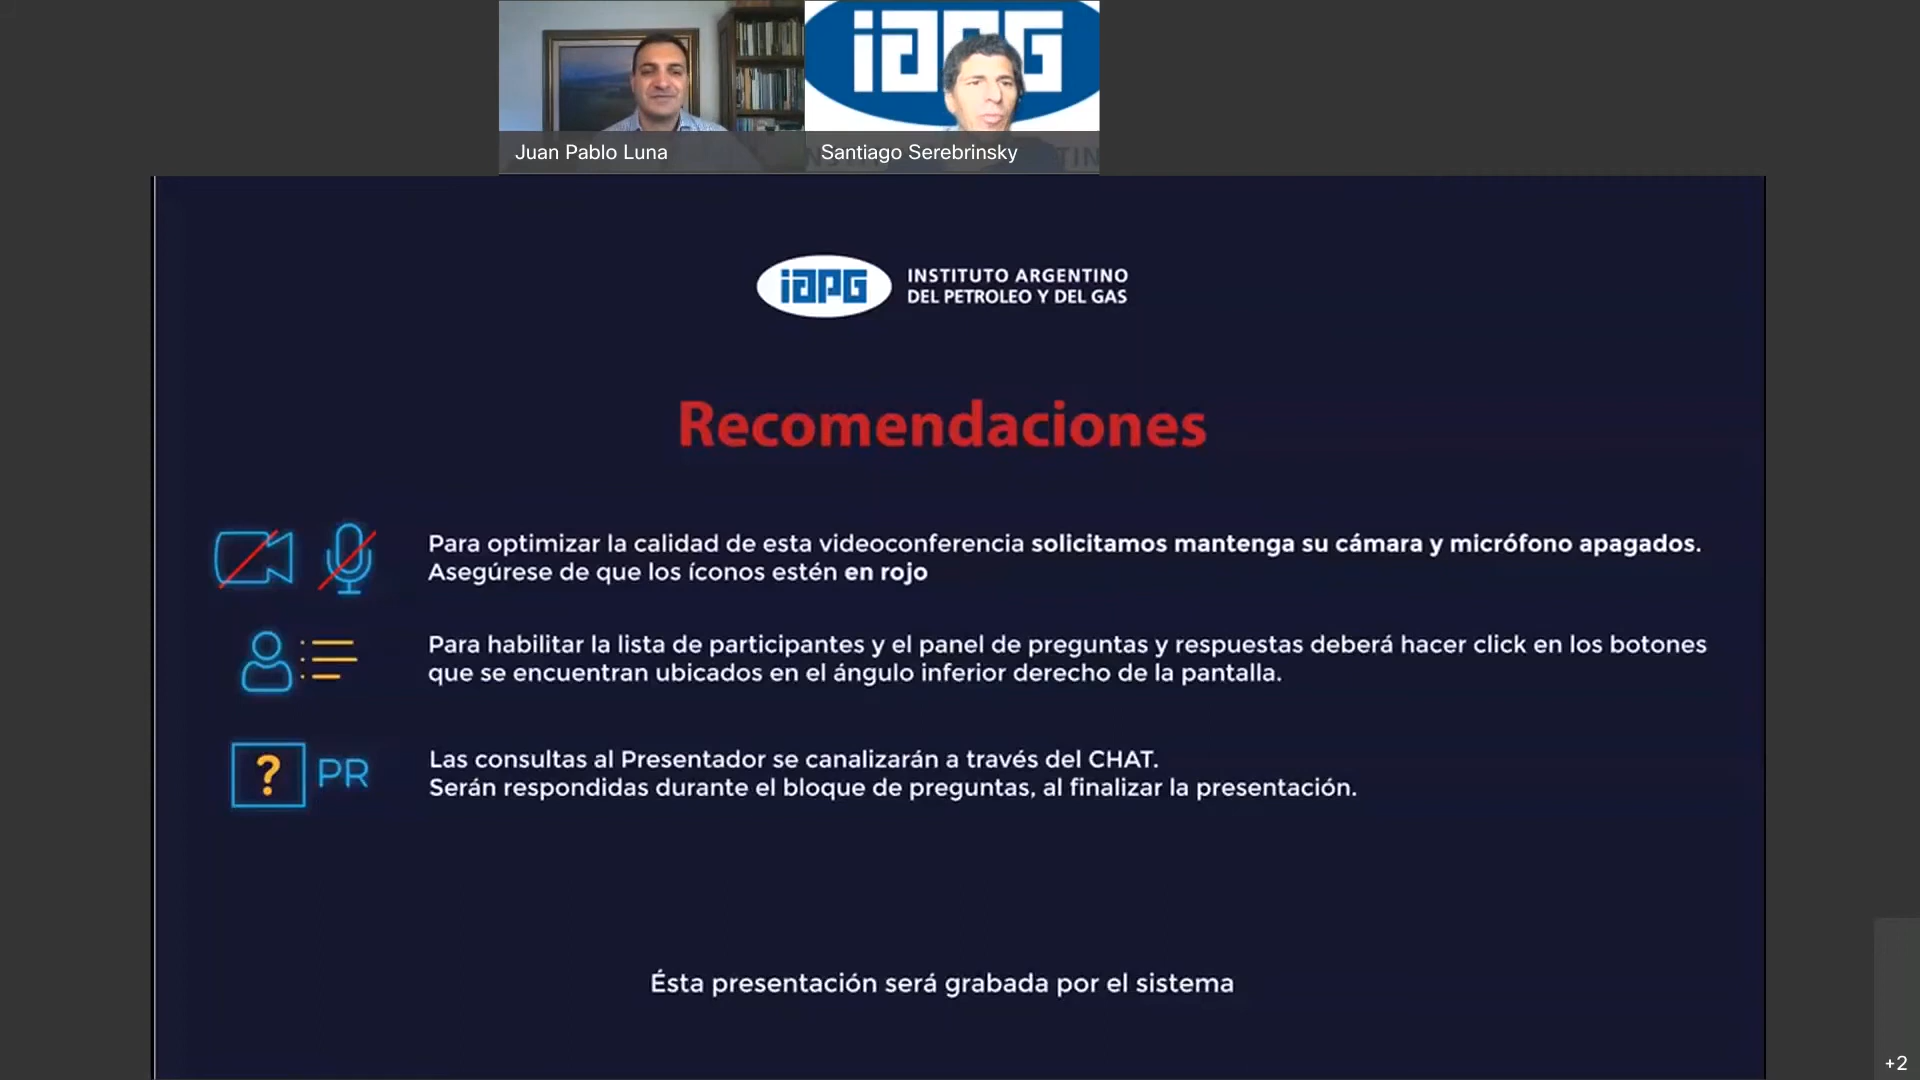 iapg
Juan Pablo Luna
Santiago Serebrinsky
iapg
INSTITUTO ARGENTINO
DEL PETROLEO Y DEL GAS
Recomendaciones
Para optimizar la calidad de esta videoconferencia solicitamos mantenga su cámara y micrófono apagados.
Asegúrese de que los íconos estén en rojo
Para habilitar la lista de participantes y el panel de preguntas y respuestas deberá hacer click en los botones
que se encuentran ubicados en el ángulo inferior derecho de la pantalla.
? PR
Las consultas al Presentador se canalizarán a través del CHAT.
Serán respondidas durante el bloque de preguntas, al finalizar la presentación.
Ésta presentación será grabada por el sistema
+2